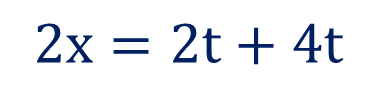 2x = 2t + 4t